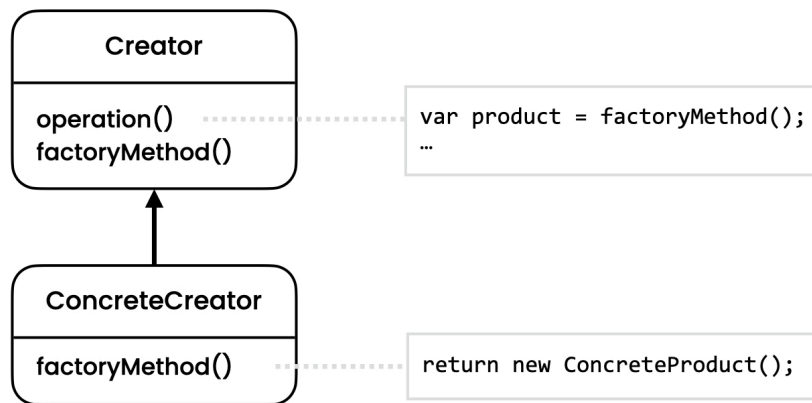 Creator
operation()
factoryMethod()
var product = factoryMethod();
…
ConcreteCreator
factoryMethod()
return new ConcreteProduct();